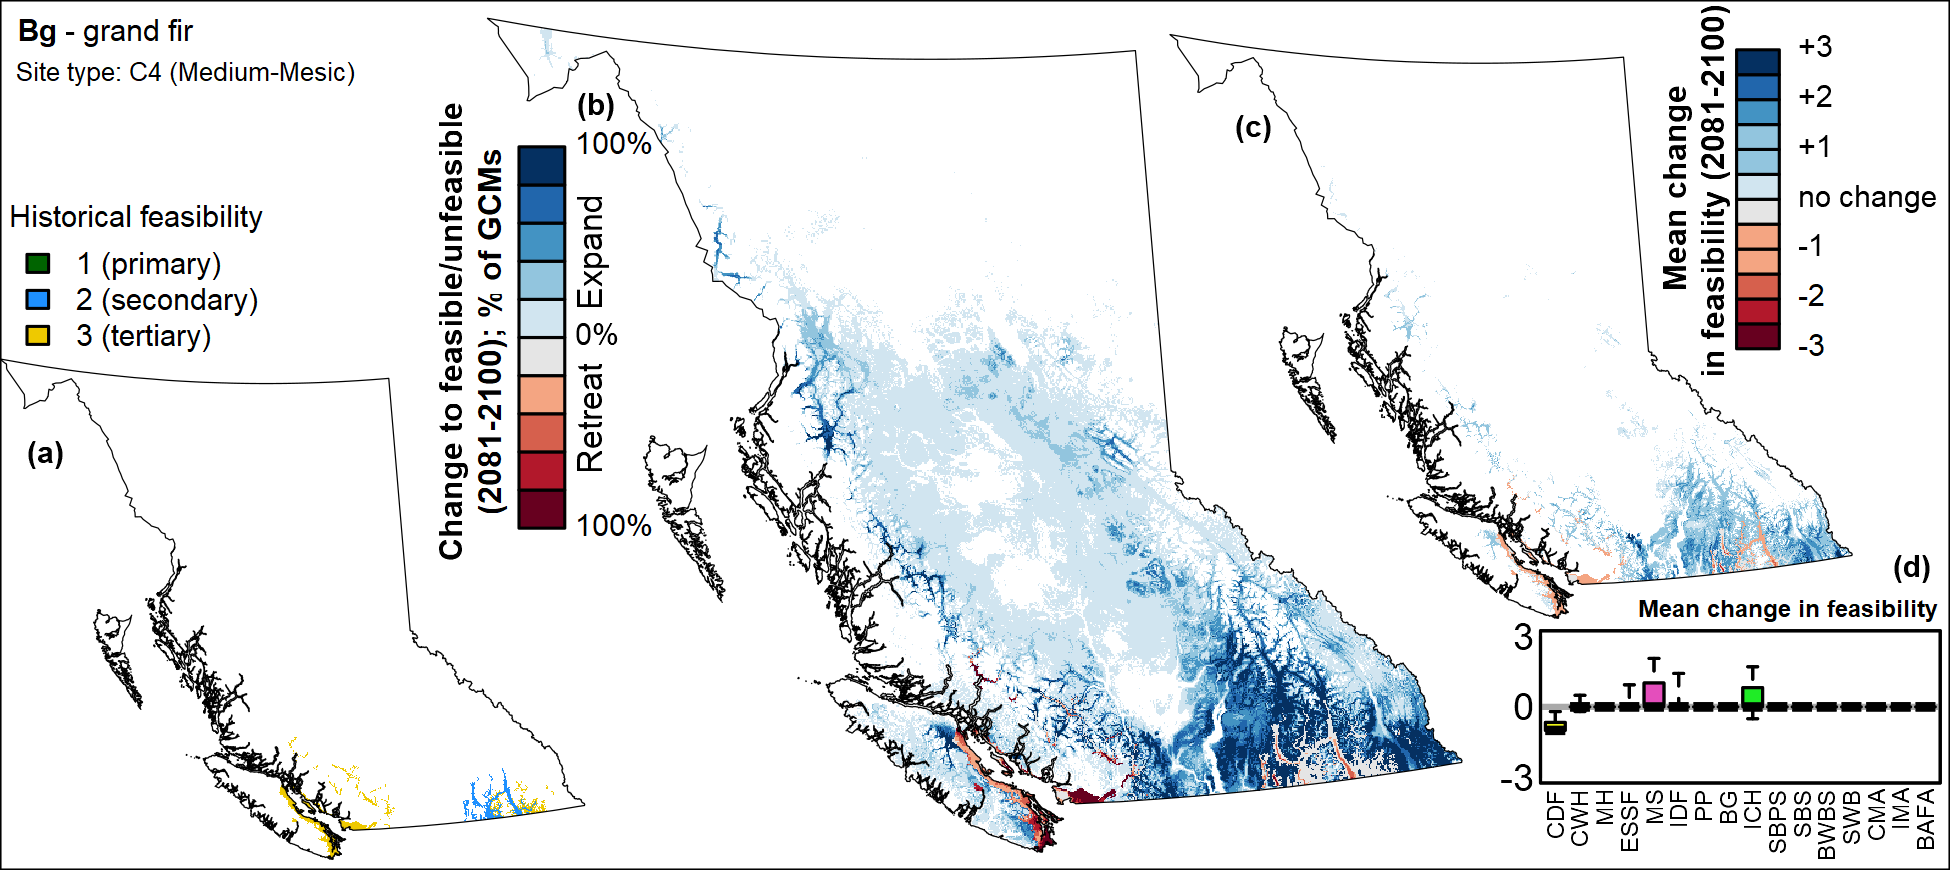 Bg - grand fir
Site type: C4 (Medium-Mesic)
Historical feasibility
1 (primary)
2 (secondary)
3 (tertiary)
(a)
(b)
Change to feasible/unfeasible
(2081-2100); % of GCMs
100%
Expand
0%
Retreat
100%
(c)
Mean change
in feasibility (2081-2100)
+3
+2
+1
no change
-1
-2
-3
(d)
Mean change in feasibility
3
0
-3
CDF
CWH
MH
ESSF
MS
IDF
PP
BG
ICH
SBPS
SBS
BWBS
SWB
CMA
IMA
BAFA